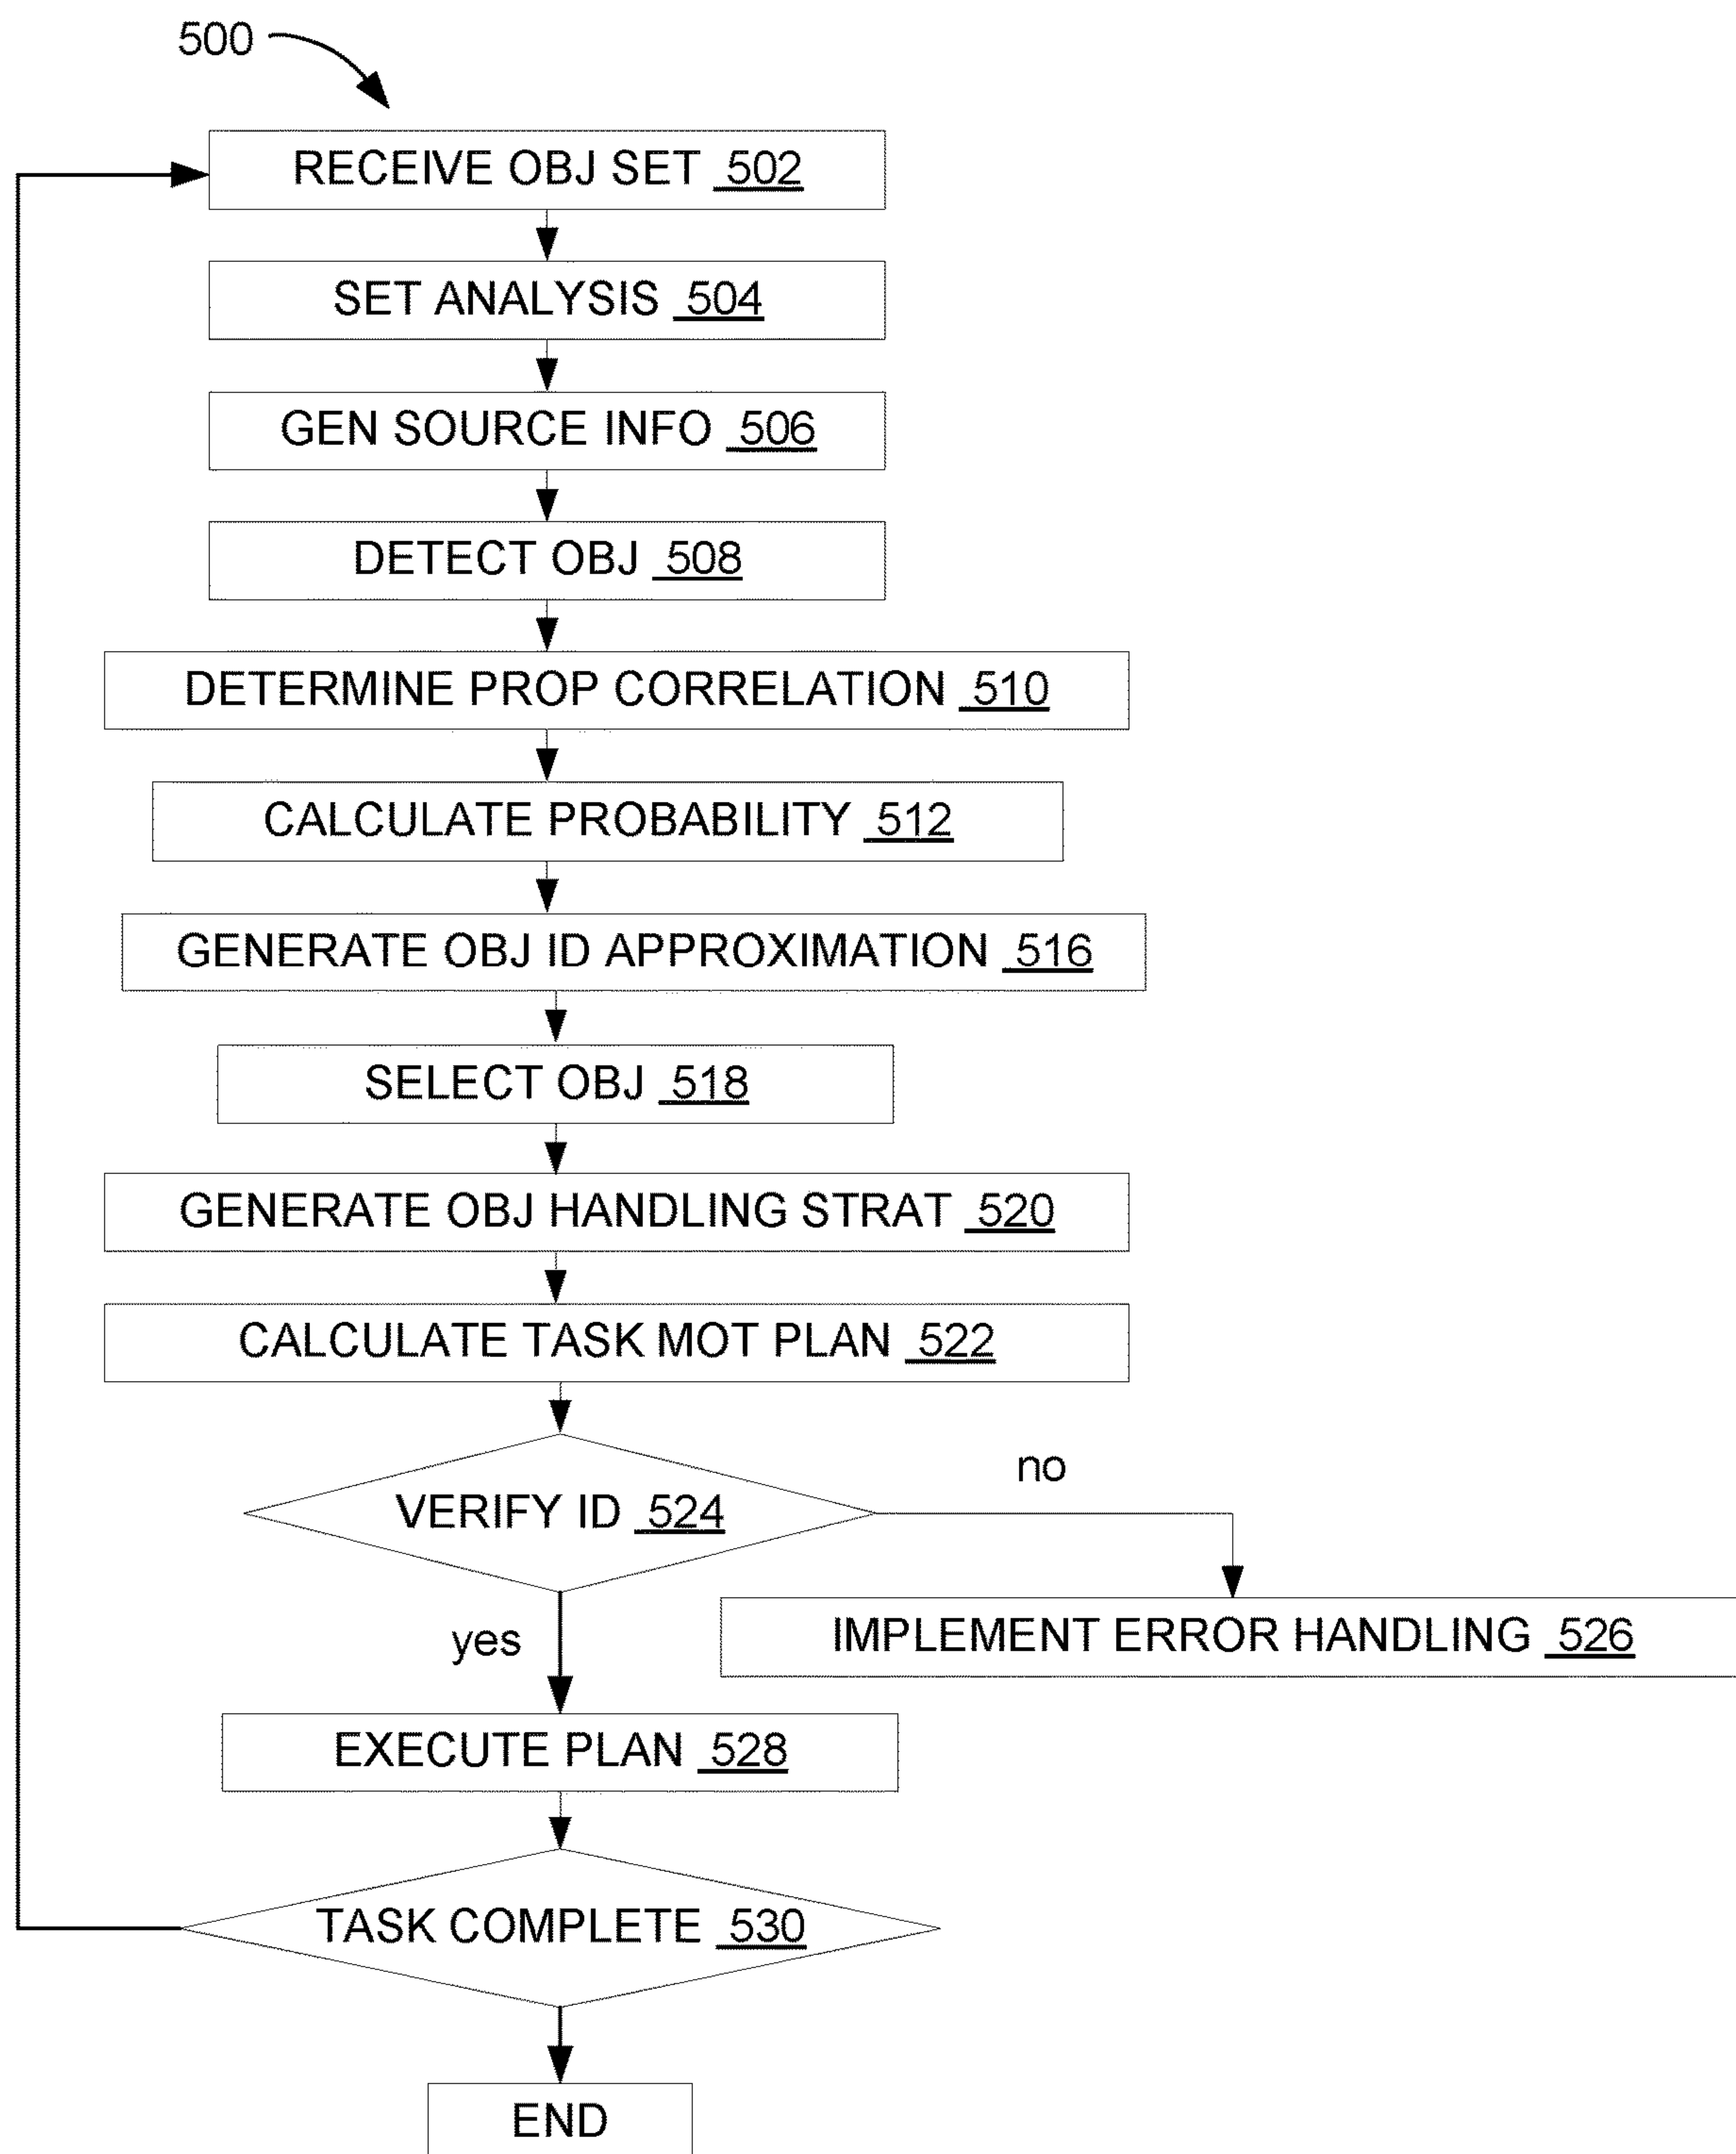 500
RECEIVE OBJ SET 502
SET ANALYSIS 504
GEN SOURCE INFO 506
DETECT OBJ 508
DETERMINE PROP CORRELATION 510
CALCULATE PROBABILITY 512
GENERATE OBJ ID APPROXIMATION 516
SELECT OBJ 518
GENERATE OBJ HANDLING STRAT 520
CALCULATE TASK MOT PLAN 522
no
VERIFY ID 524
IMPLEMENT ERROR HANDLING 526
yes
EXECUTE PLAN 528
TASK COMPLETE 530
END